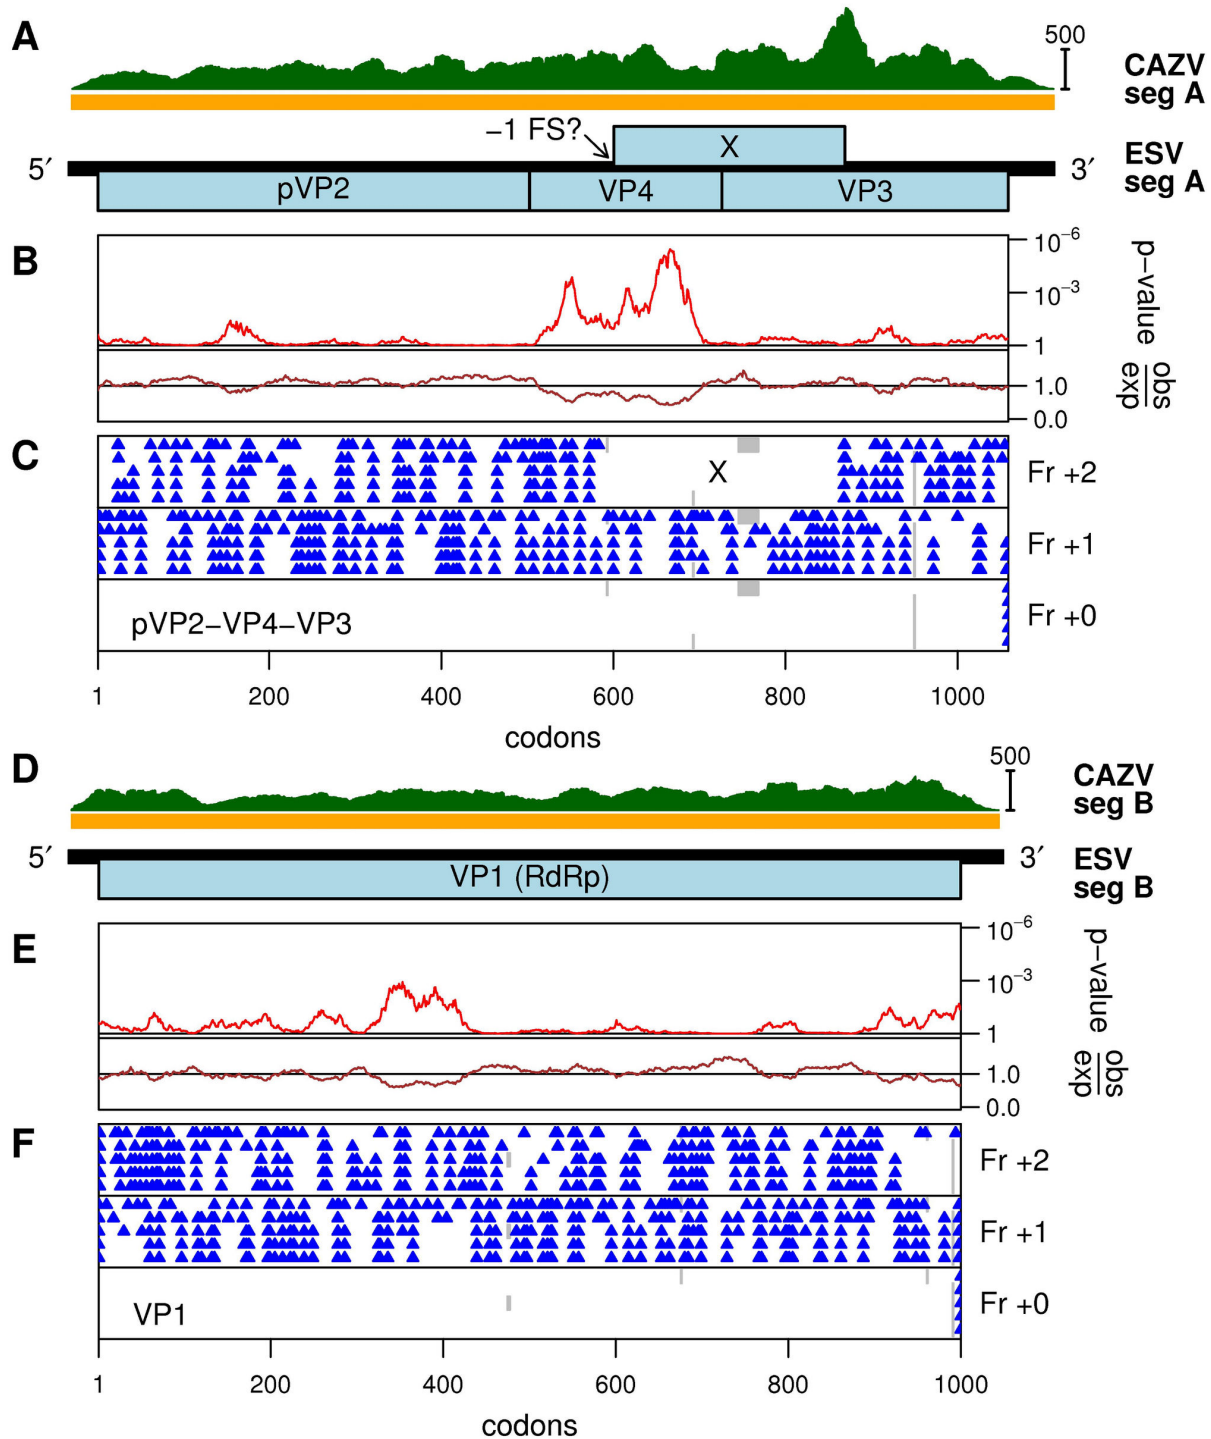 A
500
CAZV
seg A
–1 FS?
X
5′
3′
ESV
seg A
pVP2
VP4
VP3
B
10−6
10−3
1
p−value
1.0
0.0
obs
exp
C
X
Fr +2
Fr +1
pVP2−VP4−VP3
Fr +0
1 200 400 600 800 1000
codons
D
500
CAZV
seg B
5′
3′
VP1 (RdRp)
ESV
seg B
E
10−6
10−3
1
p−value
1.0
0.0
obs
exp
F
Fr +2
Fr +1
VP1
Fr +0
1 200 400 600 800 1000
codons